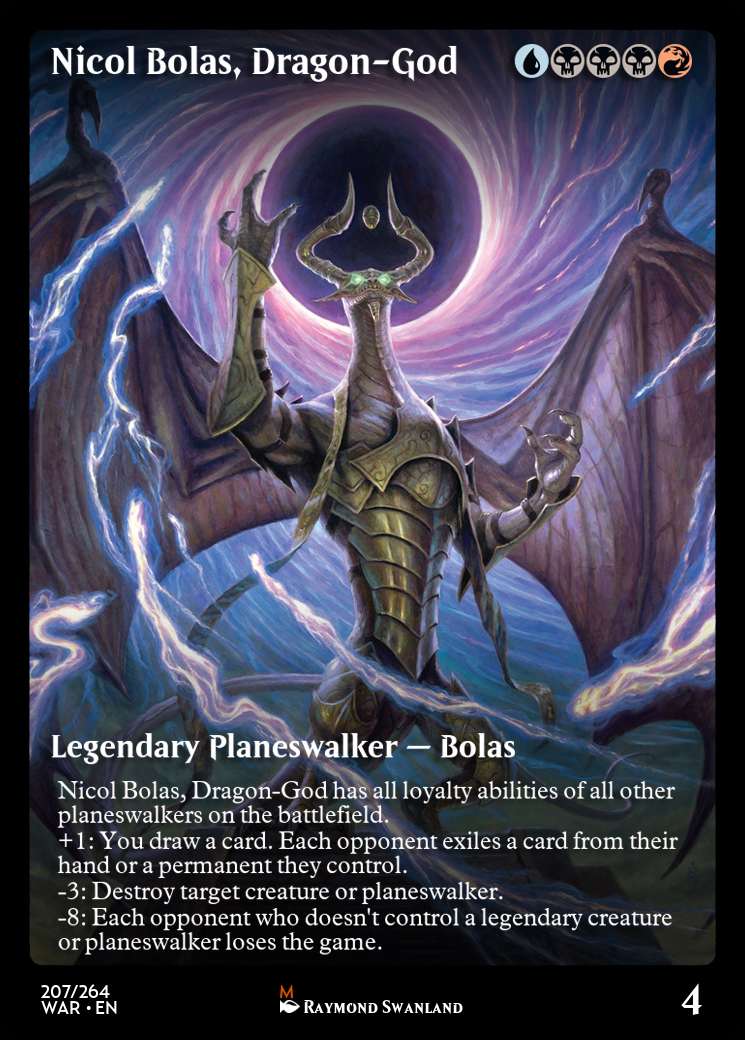 Nicol Bolas, Dragon-God
Legendary Planeswalker — Bolas
Nicol Bolas, Dragon-God has all loyalty abilities of all other
planeswalkers on the battlefield.
+1: You draw a card. Each opponent exiles a card from their
hand or a permanent they control.
-3: Destroy target creature or planeswalker.
-8: Each opponent who doesn't control a legendary creature
or planeswalker loses the game.
207/264 M
WAR • EN Raymond Swanland 4